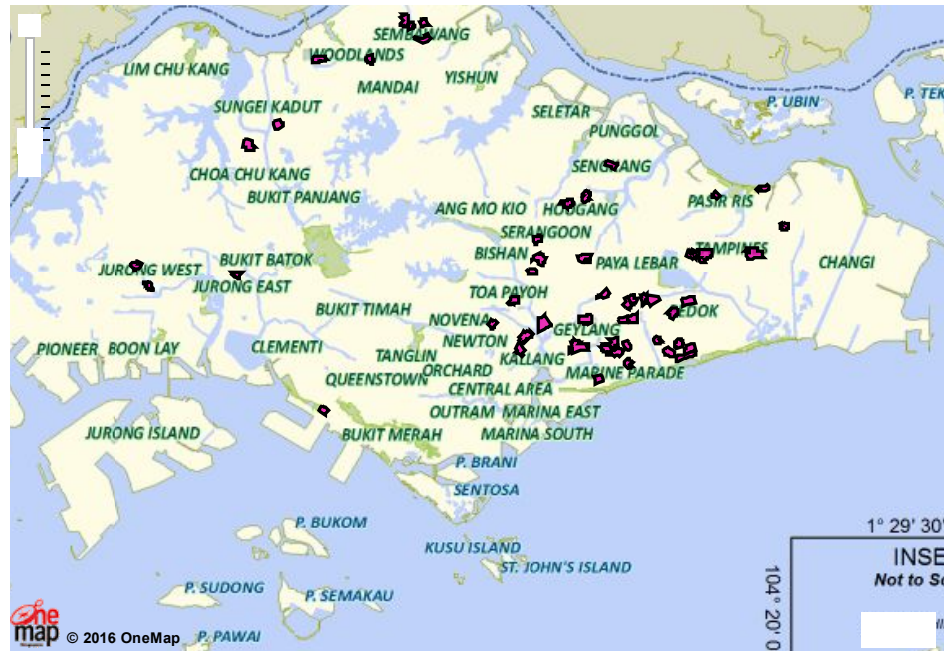 SEMBAWANG
WOODLANDS
LIM CHU KANG
YISHUN
MANDAI
P. UBIN
P. TEK
SUNGEI KADUT
SELETAR
PUNGGOL
SENGKANG
CHOA CHU KANG
BUKIT PANJANG
PASIR RIS
ANG MO KIO
HOUGANG
SERANGOON
TAMPINES
BISHAN
BUKIT BATOK
PAYA LEBAR
CHANGI
JURONG WEST
JURONG EAST
TOA PAYOH
BUKIT TIMAH
NOVENA
EDOK
GEYLANG
NEWTON
PIONEER
BOON LAY
CLEMENTI
TANGLIN
KALLANG
ORCHARD
MARINE PARADE
QUEENSTOWN
CENTRAL AREA
OUTRAM
MARINA EAST
JURONG ISLAND
BUKIT MERAH
MARINA SOUTH
P. BRANI
SENTOSA
P. BUKOM
1° 29' 30'
KUSU ISLAND
INSE
ST. JOHN'S ISLAND
Not to Sc
P. SUDONG
P. SEMAKAU
104° 20' 0
One
map
© 2016 OneMap
P. PAWAI